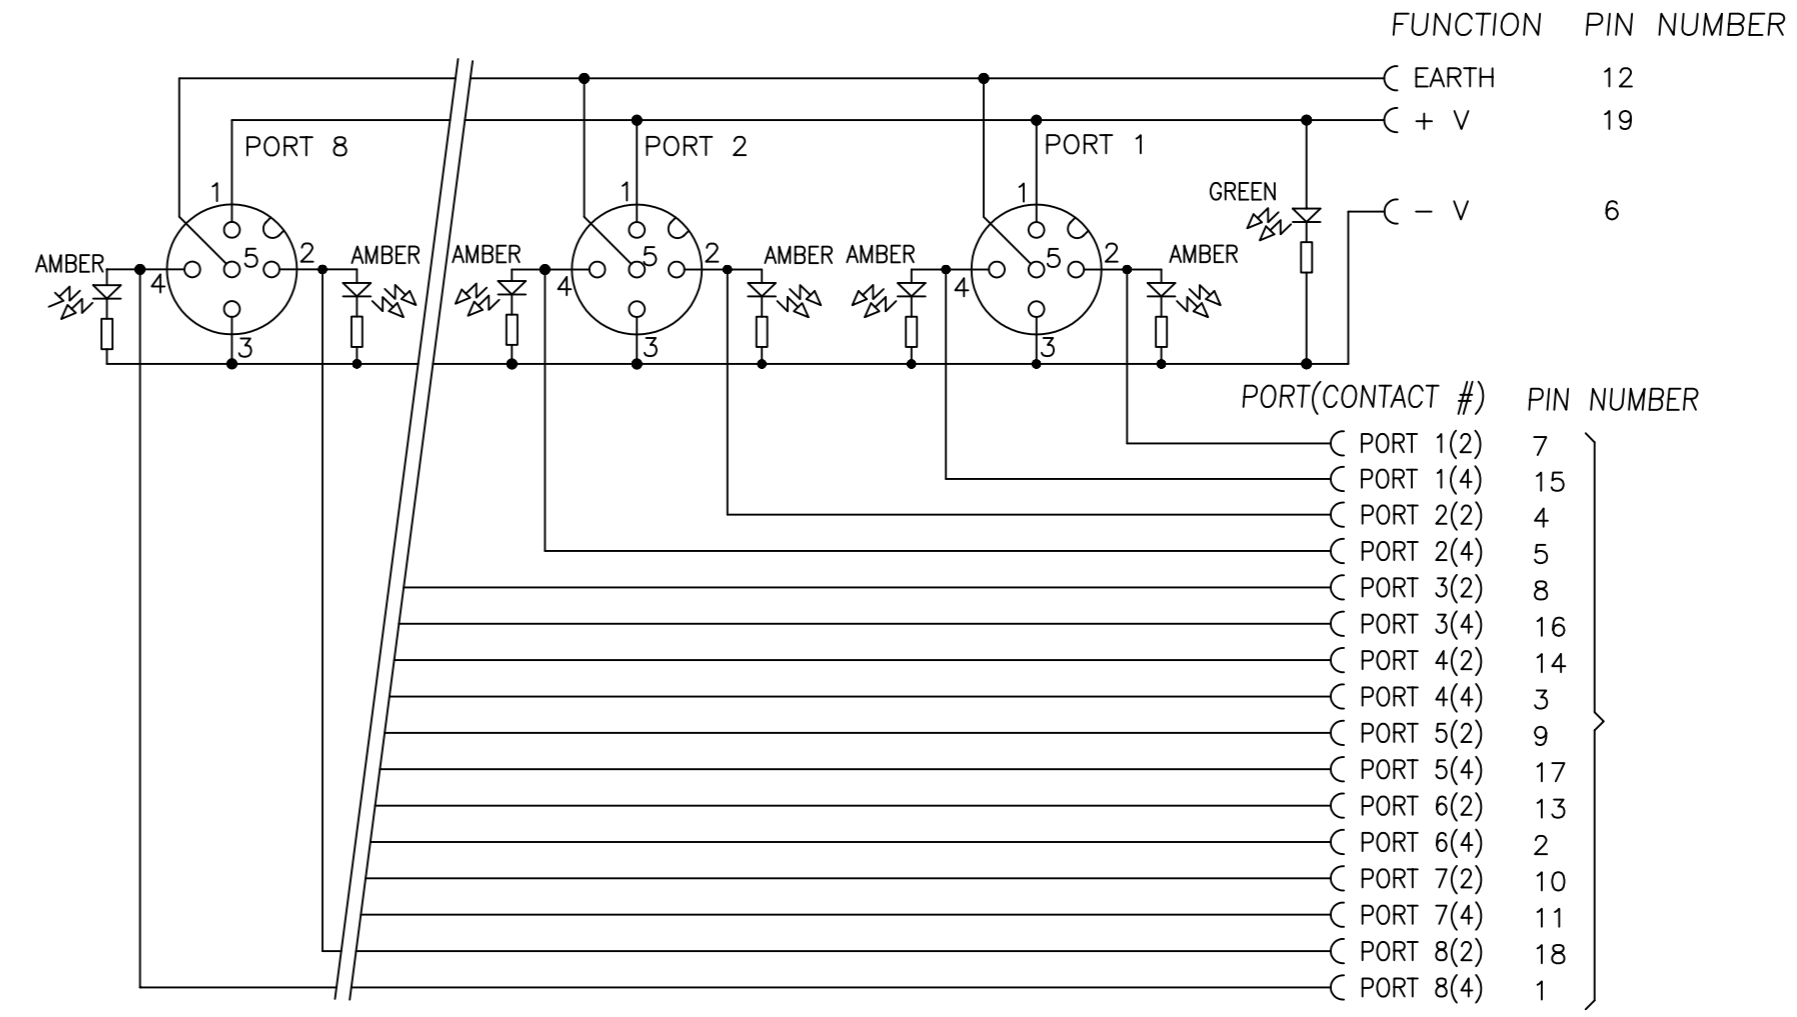 FUNCTION PIN NUMBER
EARTH 12
+ V 19
PORT 8 PORT 2 PORT 1
1 1 1 GREEN
- V 6
AMBER 4 5 2 AMBER AMBER 4 5 2 AMBER AMBER 4 5 2 AMBER
3 3 3
PORT(CONTACT #) PIN NUMBER
PORT 1(2) 7
PORT 1(4) 15
PORT 2(2) 4
PORT 2(4) 5
PORT 3(2) 8
PORT 3(4) 16
PORT 4(2) 14
PORT 4(4) 3
PORT 5(2) 9
PORT 5(4) 17
PORT 6(2) 13
PORT 6(4) 2
PORT 7(2) 10
PORT 7(4) 11
PORT 8(2) 18
PORT 8(4) 1